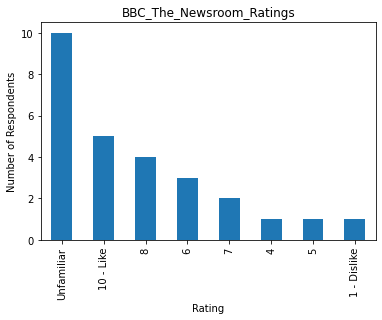 BBC_The_Newsroom_Ratings
Number of Respondents
10
8
6
4
2
0
Unfamiliar
10 - Like
8
6
7
4
5
1 - Dislike
Rating